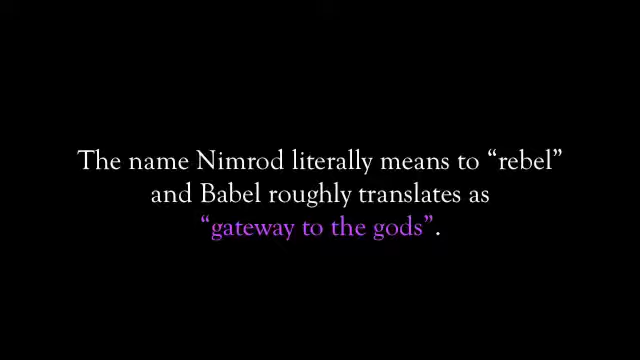 The name Nimrod literally means to “rebel”
and Babel roughly translates as
“gateway to the gods”.